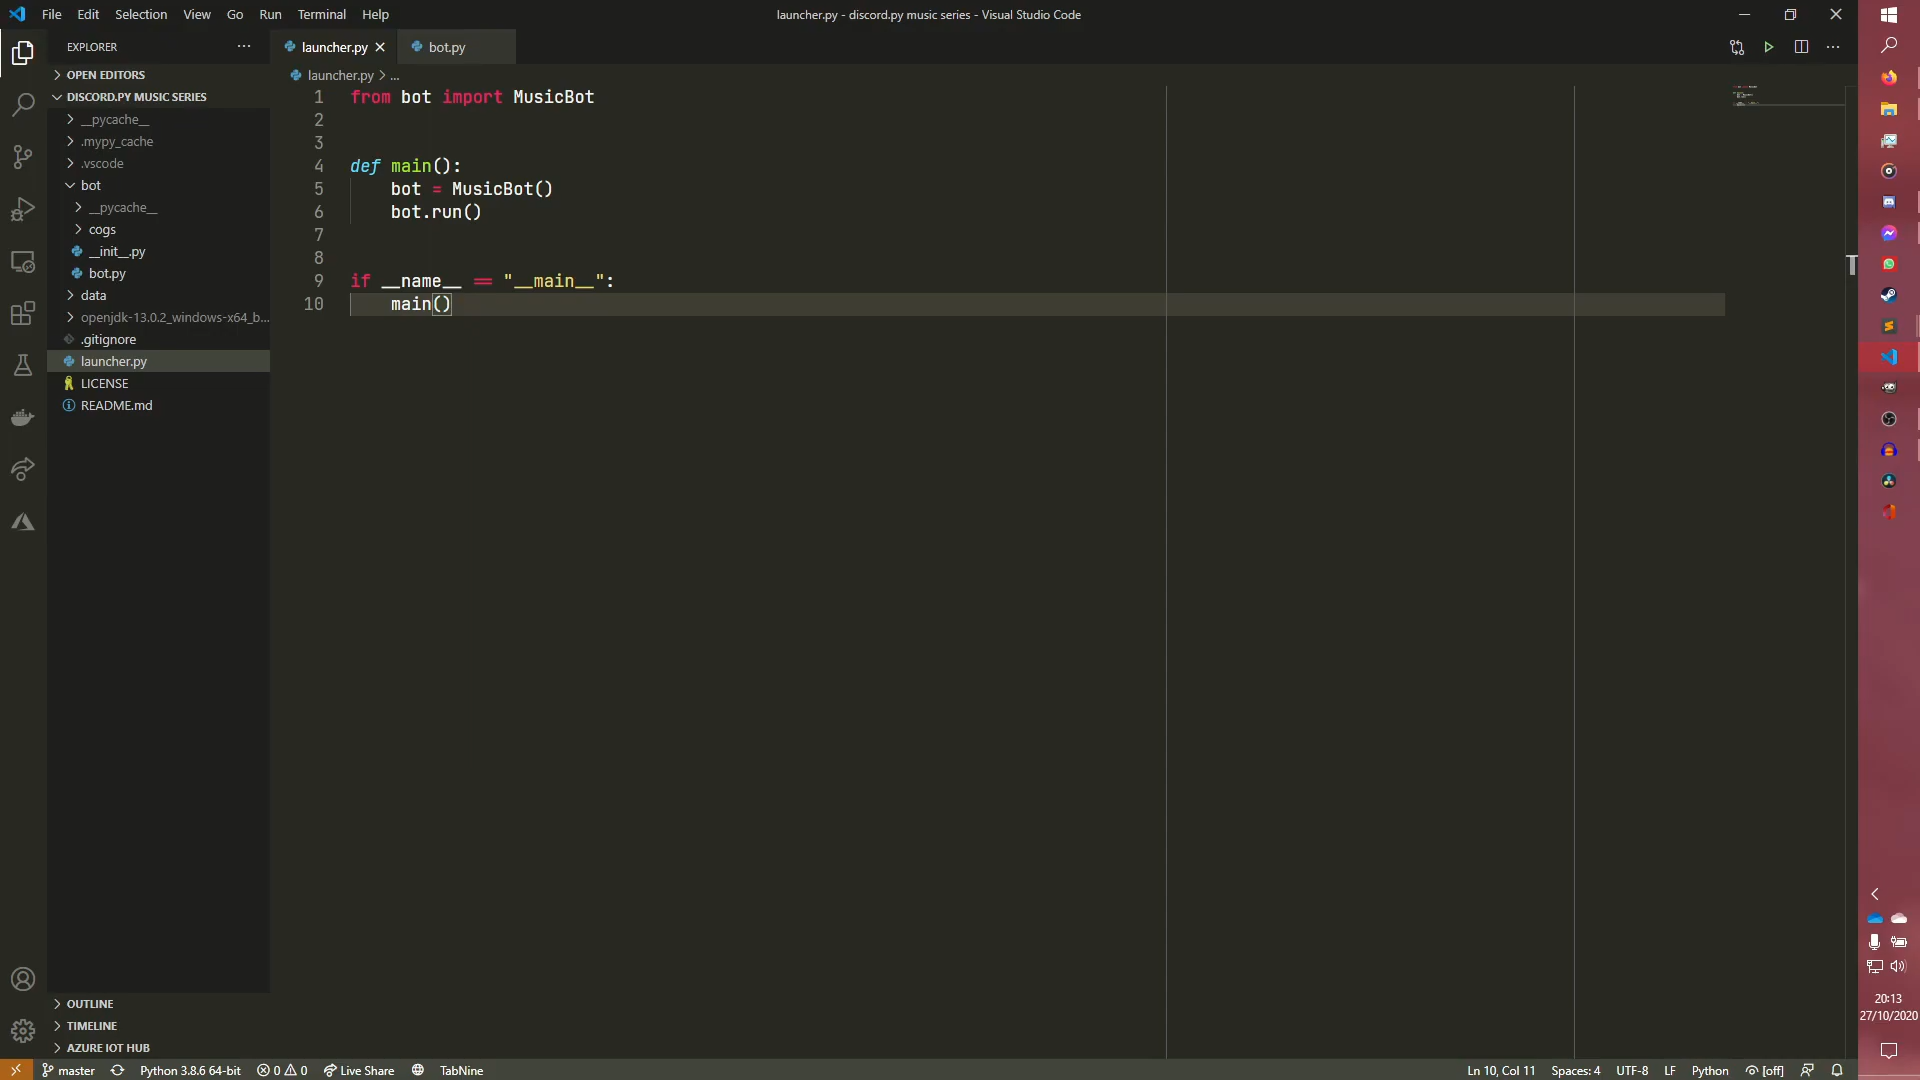 File Edit Selection View Go Run Terminal Help
launcher.py - discord.py music series - Visual Studio Code
EXPLORER
OPEN EDITORS
DISCORD.PY MUSIC SERIES
__pycache__
.mypy_cache
.vscode
bot
__pycache__
cogs
__init__.py
bot.py
data
openjdk-13.0.2_windows-x64_b...
.gitignore
launcher.py
LICENSE
README.md
OUTLINE
TIMELINE
AZURE IOT HUB
launcher.py bot.py
launcher.py > ...
1 from bot import MusicBot
2
3
4 def main():
5 bot = MusicBot()
6 bot.run()
7
8
9 if __name__ == "__main__":
10 main()
master Python 3.8.6 64-bit 0 0 Live Share TabNine
Ln 10, Col 11 Spaces: 4 UTF-8 LF Python [off]
20:13
27/10/2020